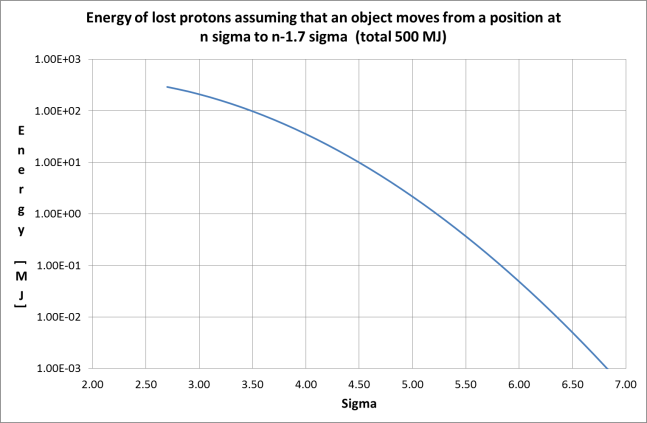 Energy of lost protons assuming that an object moves from a position at
n sigma to n-1.7 sigma (total 500 MJ)
1.00E+03
1.00E+02
1.00E+01
1.00E+00
1.00E-01
1.00E-02
1.00E-03
Energy [MJ]
2.00 2.50 3.00 3.50 4.00 4.50 5.00 5.50 6.00 6.50 7.00
Sigma